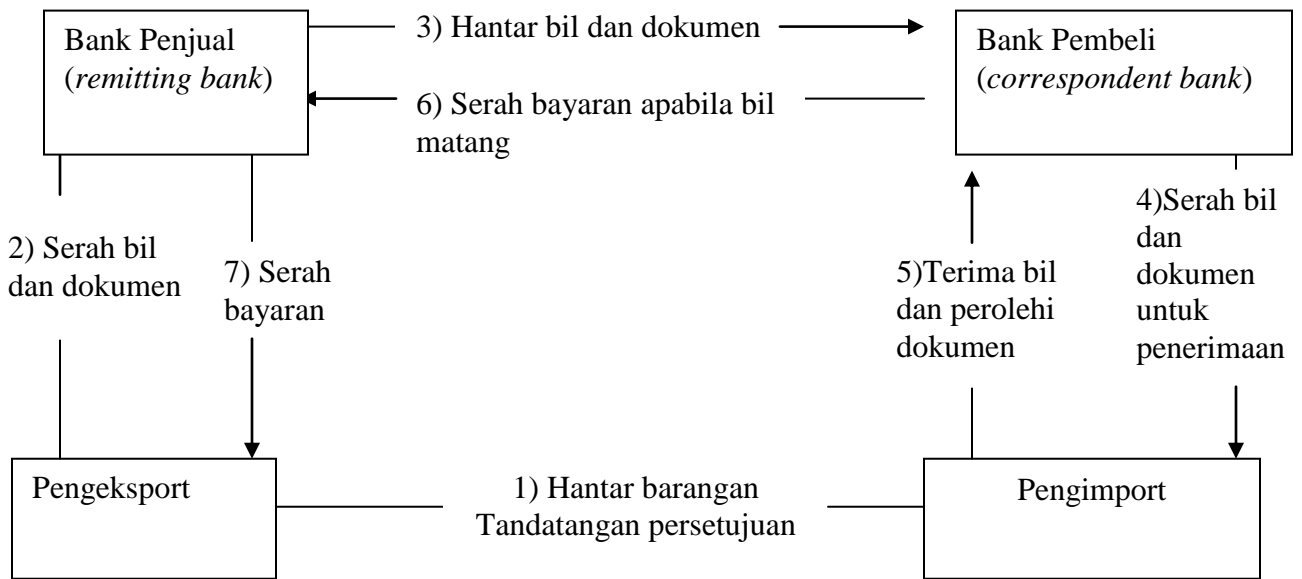 Bank Penjual
(remitting bank)
3) Hantar bil dan dokumen
Bank Pembeli
(correspondent bank)
6) Serah bayaran apabila bil
matang
2) Serah bil
dan dokumen
7) Serah
bayaran
5)Terima bil
dan perolehi
dokumen
4)Serah bil
dan
dokumen
untuk
penerimaan
Pengeksport
1) Hantar barangan
Tandatangan persetujuan
Pengimport